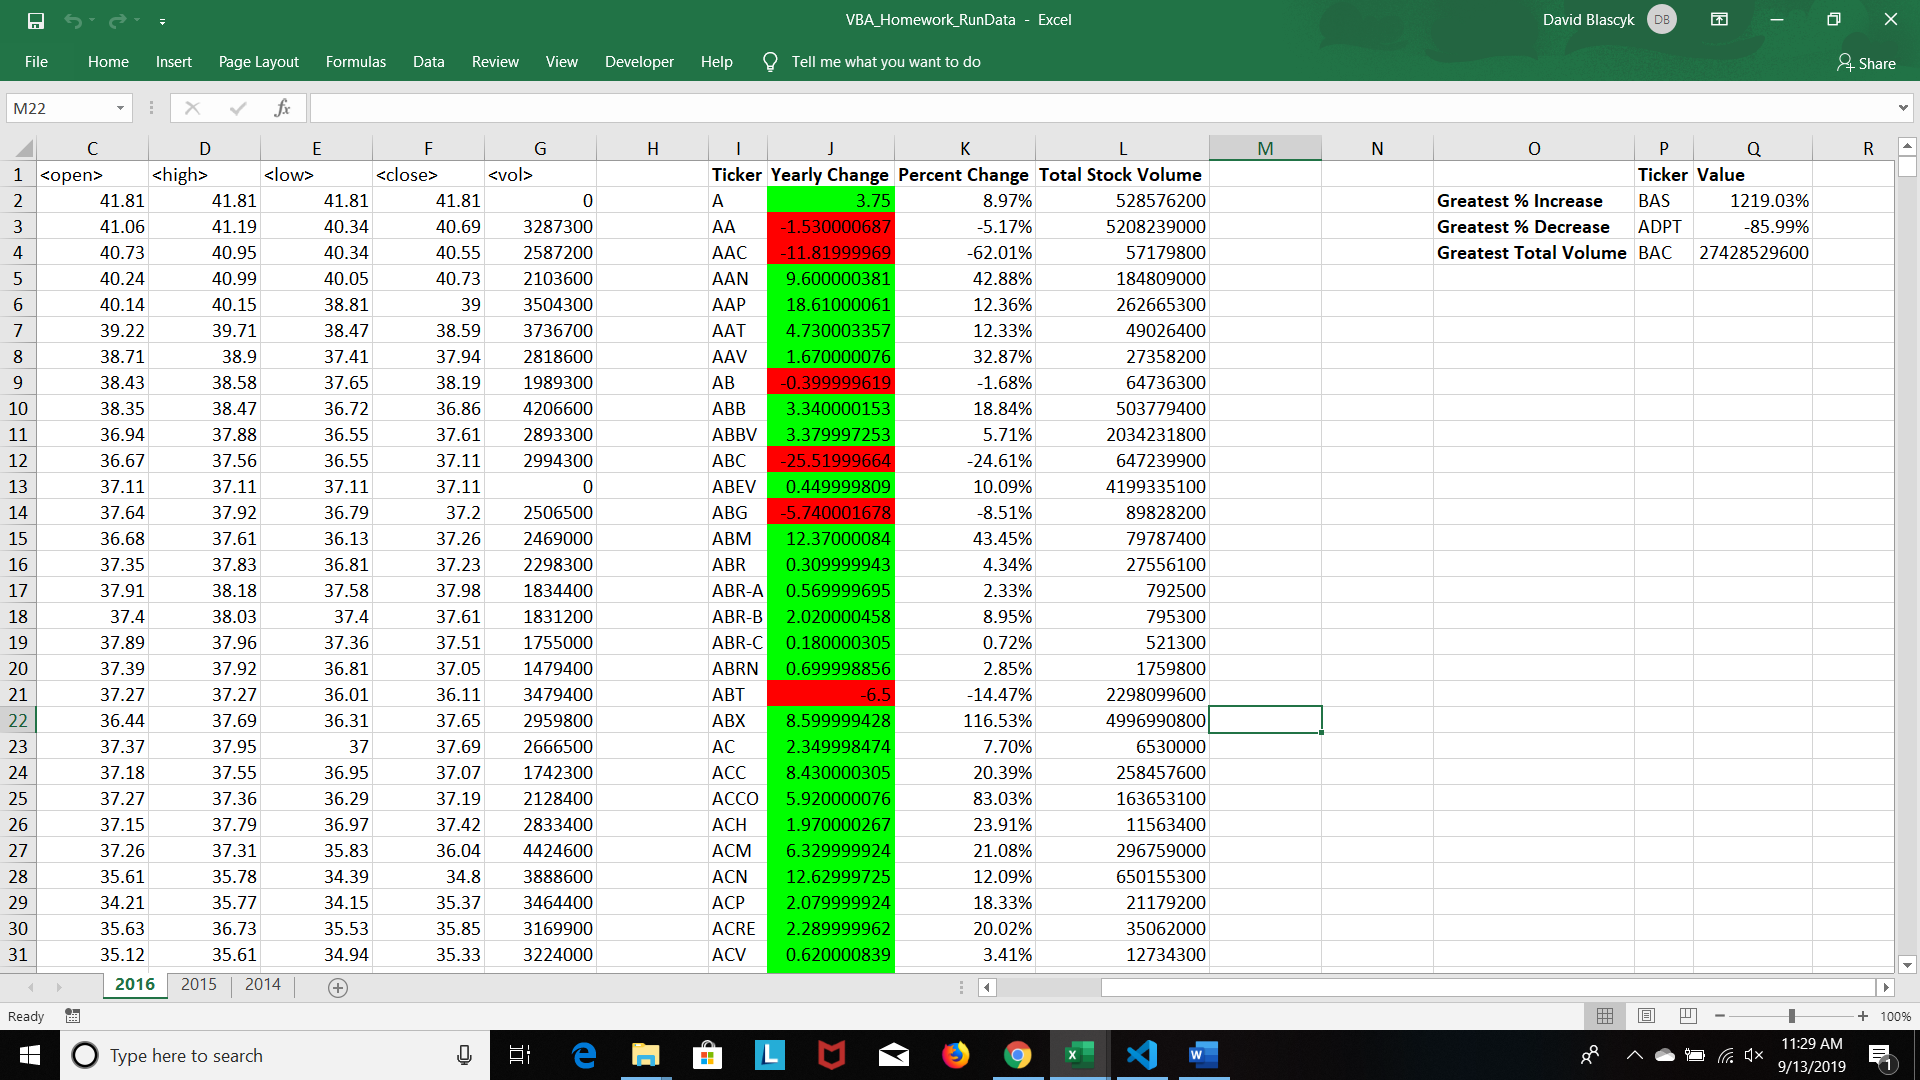 VBA_Homework_RunData - Excel
David Blascyk DB
File Home Insert Page Layout Formulas Data Review View Developer Help Tell me what you want to do Share
M22 fx
C D E F G H I J K L M N O P Q R
1 <open> <high> <low> <close> <vol> Ticker Yearly Change Percent Change Total Stock Volume Ticker Value
2 41.81 41.81 41.81 41.81 0 A 3.75 8.97% 528576200 Greatest % Increase BAS 1219.03%
3 41.06 41.19 40.34 40.69 3287300 AA -1.530000687 -5.17% 5208239000 Greatest % Decrease ADPT -85.99%
4 40.73 40.95 40.34 40.55 2587200 AAC -11.81999969 -62.01% 57179800 Greatest Total Volume BAC 27428529600
5 40.24 40.99 40.05 40.73 2103600 AAN 9.600000381 42.88% 184809000
6 40.14 40.15 38.81 39 3504300 AAP 18.61000061 12.36% 262665300
7 39.22 39.71 38.47 38.59 3736700 AAT 4.730003357 12.33% 49026400
8 38.71 38.9 37.41 37.94 2818600 AAV 1.670000076 32.87% 27358200
9 38.43 38.58 37.65 38.19 1989300 AB -0.399999619 -1.68% 64736300
10 38.35 38.47 36.72 36.86 4206600 ABB 3.340000153 18.84% 503779400
11 36.94 37.88 36.55 37.61 2893300 ABBV 3.379997253 5.71% 2034231800
12 36.67 37.56 36.55 37.11 2994300 ABC -25.51999664 -24.61% 647239900
13 37.11 37.11 37.11 37.11 0 ABEV 0.449999809 10.09% 4199335100
14 37.64 37.92 36.79 37.2 2506500 ABG -5.740001678 -8.51% 89828200
15 36.68 37.61 36.13 37.26 2469000 ABM 12.37000084 43.45% 79787400
16 37.35 37.83 36.81 37.23 2298300 ABR 0.309999943 4.34% 27556100
17 37.91 38.18 37.58 37.98 1834400 ABR-A 0.569999695 2.33% 792500
18 37.4 38.03 37.4 37.61 1831200 ABR-B 2.020000458 8.95% 795300
19 37.89 37.96 37.36 37.51 1755000 ABR-C 0.180000305 0.72% 521300
20 37.39 37.92 36.81 37.05 1479400 ABRN 0.699998856 2.85% 1759800
21 37.27 37.27 36.01 36.11 3479400 ABT -6.5 -14.47% 2298099600
22 36.44 37.69 36.31 37.65 2959800 ABX 8.599999428 116.53% 4996990800
23 37.37 37.95 37 37.69 2666500 AC 2.349998474 7.70% 6530000
24 37.18 37.55 36.95 37.07 1742300 ACC 8.430000305 20.39% 258457600
25 37.27 37.36 36.29 37.19 2128400 ACCO 5.920000076 83.03% 163653100
26 37.15 37.79 36.97 37.42 2833400 ACH 1.970000267 23.91% 11563400
27 37.26 37.31 35.83 36.04 4424600 ACM 6.329999924 21.08% 296759000
28 35.61 35.78 34.39 34.8 3888600 ACN 12.62999725 12.09% 650155300
29 34.21 35.77 34.15 35.37 3464400 ACP 2.079999924 18.33% 21179200
30 35.63 36.73 35.53 35.85 3169900 ACRE 2.289999962 20.02% 35062000
31 35.12 35.61 34.94 35.33 3224000 ACV 0.620000839 3.41% 12734300
2016 2015 2014
Ready 100%
Type here to search
11:29 AM
9/13/2019
1